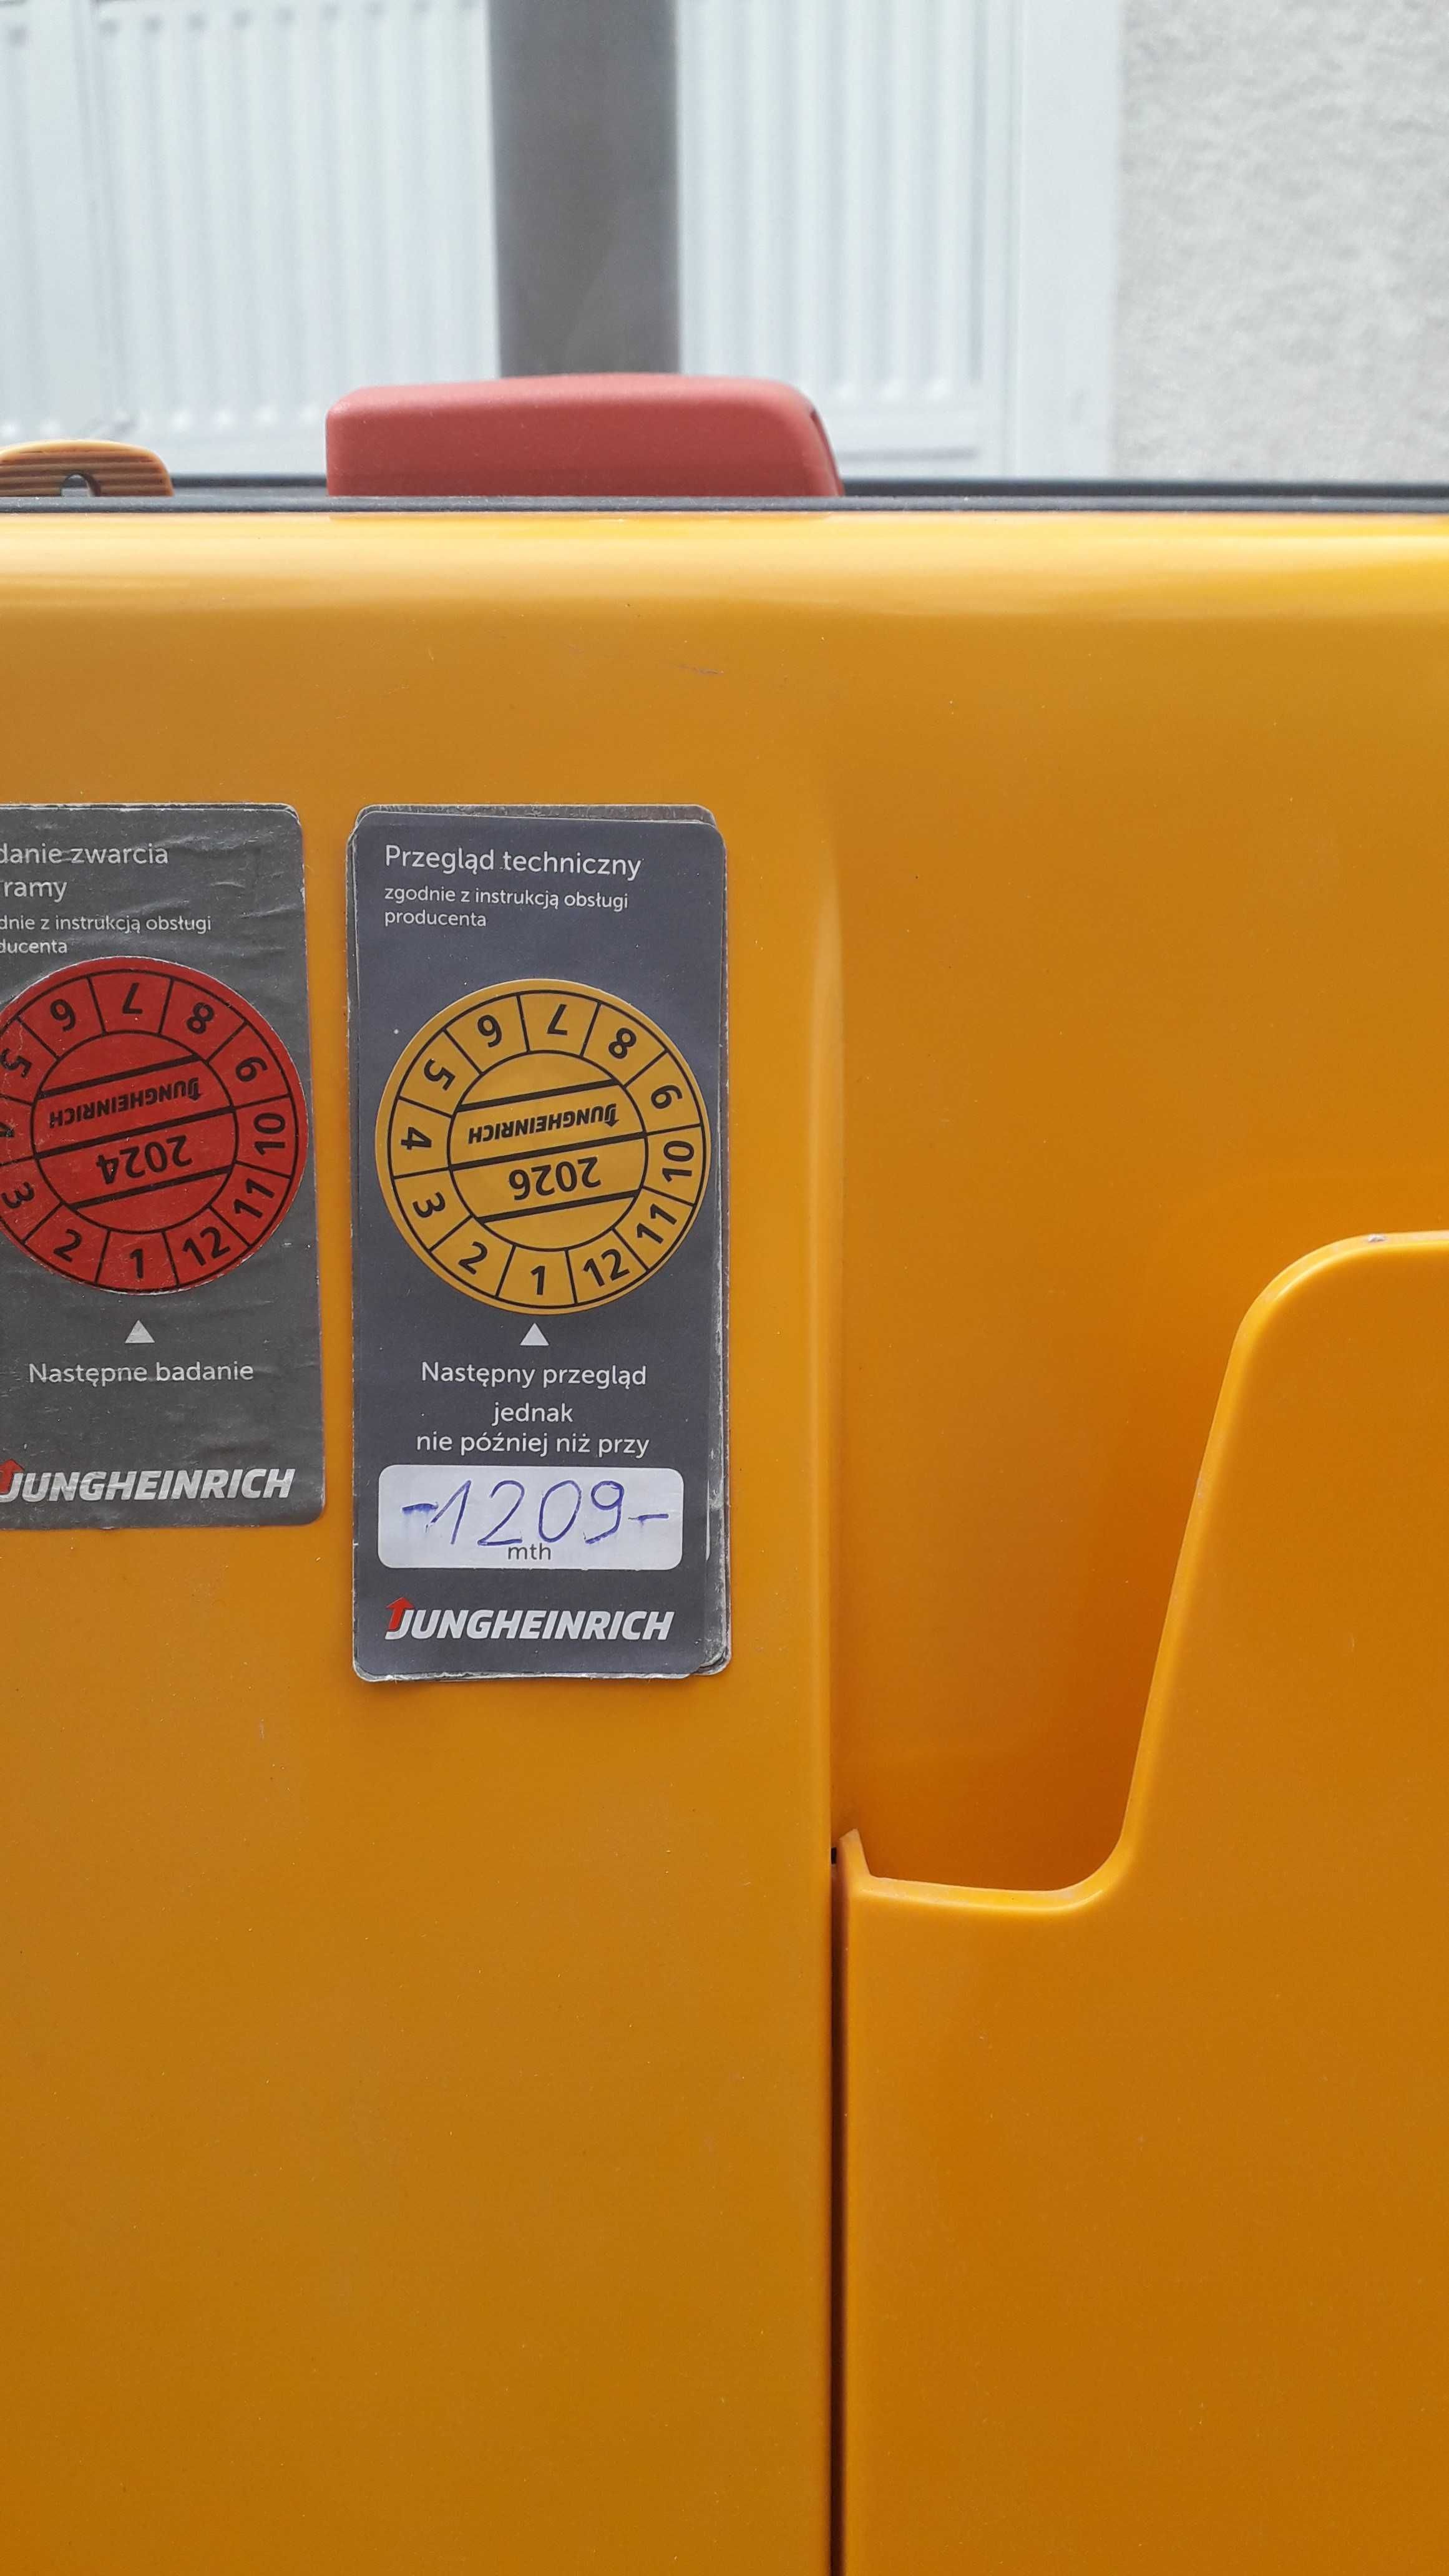 danie zwarcia
ramy
dnie z instrukcją obsługi
ducenta
5 6 7 8 9 10 11 12 1 2 3 4
JUNGHEINRICH
2024
Następne badanie
JUNGHEINRICH
Przegląd techniczny
zgodnie z instrukcją obsługi
producenta
5 6 7 8 9 10 11 12 1 2 3 4
JUNGHEINRICH
2026
Następny przegląd
jednak
nie później niż przy
-1209-
mth
JUNGHEINRICH